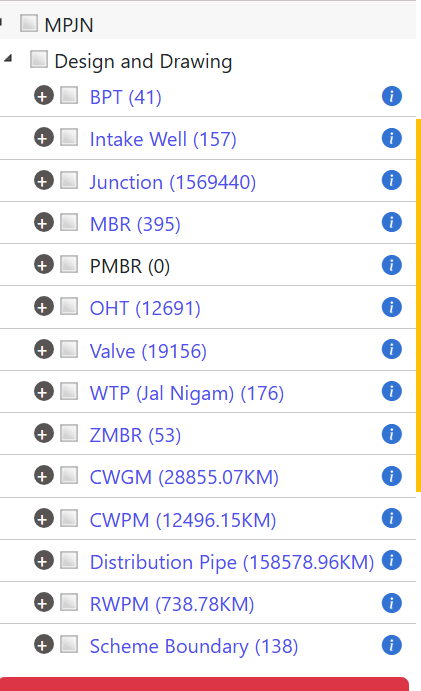 MPJN
Design and Drawing
BPT (41)
Intake Well (157)
Junction (1569440)
MBR (395)
PMBR (0)
OHT (12691)
Valve (19156)
WTP (Jal Nigam) (176)
ZMBR (53)
CWGM (28855.07KM)
CWPM (12496.15KM)
Distribution Pipe (158578.96KM)
RWPM (738.78KM)
Scheme Boundary (138)